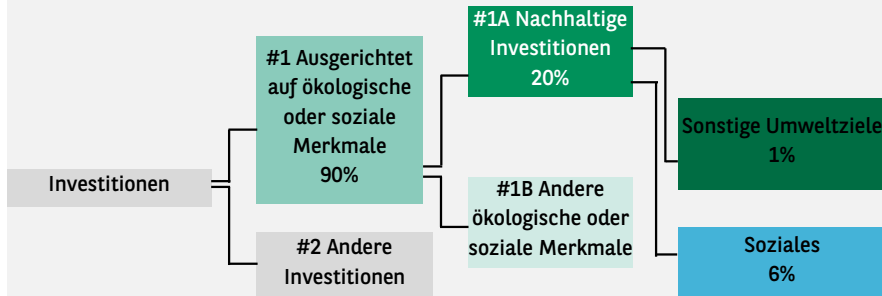 Investitionen
#1 Ausgerichtet
auf ökologische
oder soziale
Merkmale
90%
#2 Andere
Investitionen
#1A Nachhaltige
Investitionen
20%
#1B Andere
ökologische oder
soziale Merkmale
Sonstige Umweltziele
1%
Soziales
6%